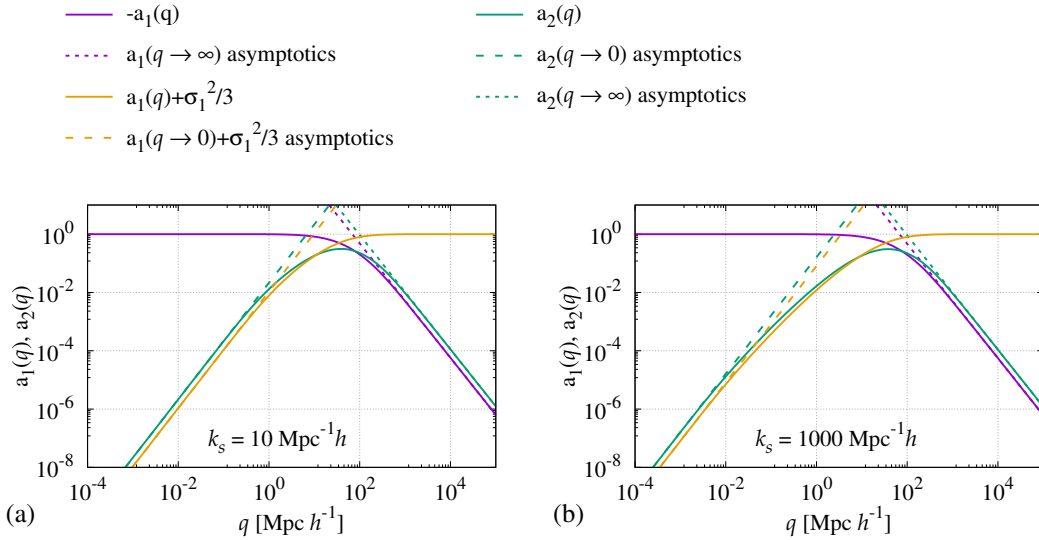 -a₁(q)
a₁(q → ∞) asymptotics
a₁(q)+σ₁²/3
a₁(q → 0)+σ₁²/3 asymptotics
a₂(q)
a₂(q → 0) asymptotics
a₂(q → ∞) asymptotics
a₁(q), a₂(q)
10⁰
10⁻²
10⁻⁴
10⁻⁶
10⁻⁸
kₛ = 10 Mpc⁻¹h
10⁻⁴ 10⁻² 10⁰ 10² 10⁴
q [Mpc h⁻¹]
(a)
a₁(q), a₂(q)
10⁰
10⁻²
10⁻⁴
10⁻⁶
10⁻⁸
kₛ = 1000 Mpc⁻¹h
10⁻⁴ 10⁻² 10⁰ 10² 10⁴
q [Mpc h⁻¹]
(b)